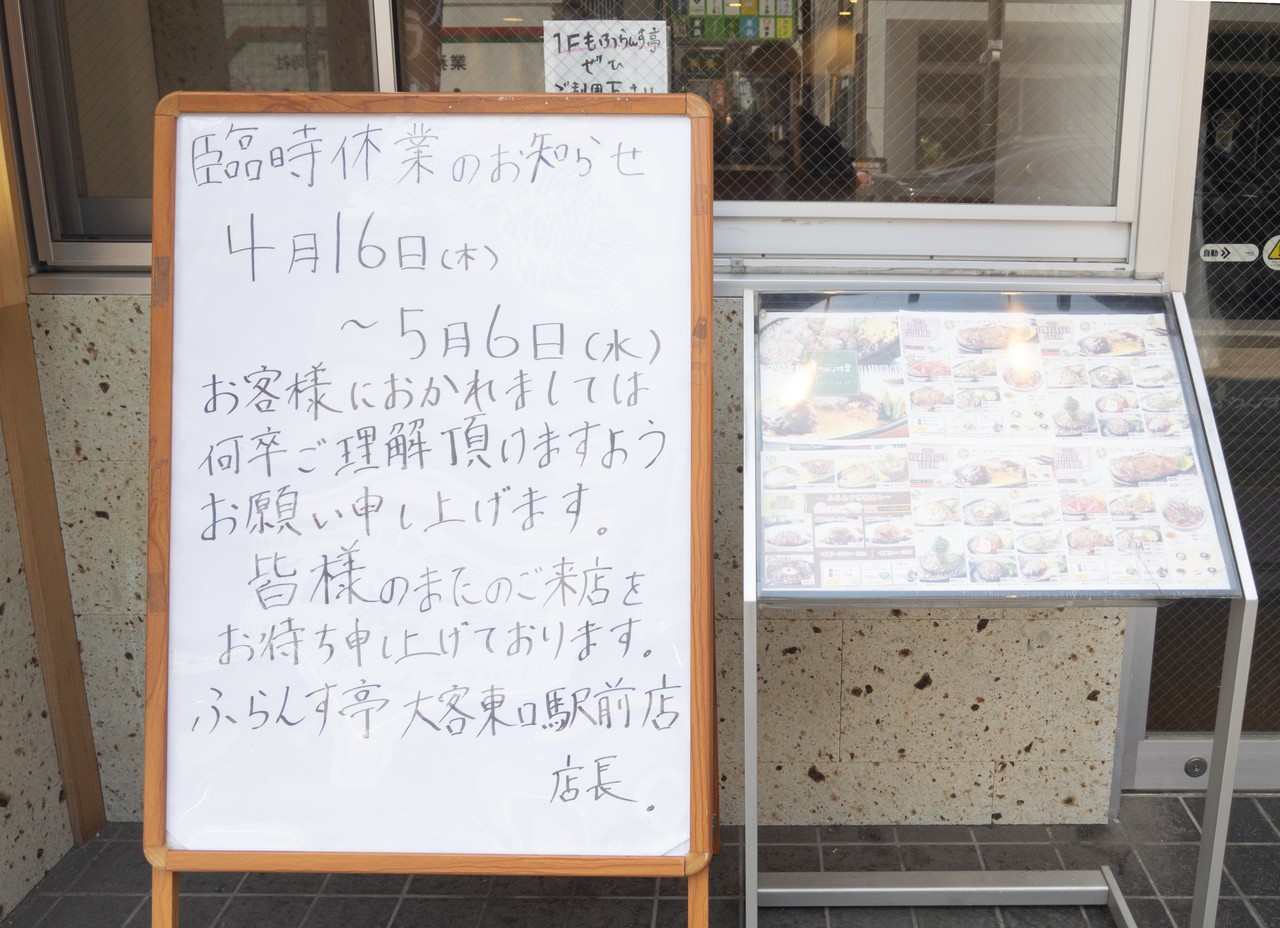 1Fもふらんす亭
ぜひ
ご利用下さい
臨時休業のお知らせ
4月16日(木)
~5月6日(水)
お客様におかれましては
何卒ご理解頂けますよう
お願い申し上げます。
皆様のまたのご来店を
お待ち申し上げております。
ふらんす亭 大客東口駅前店
店長。
自動